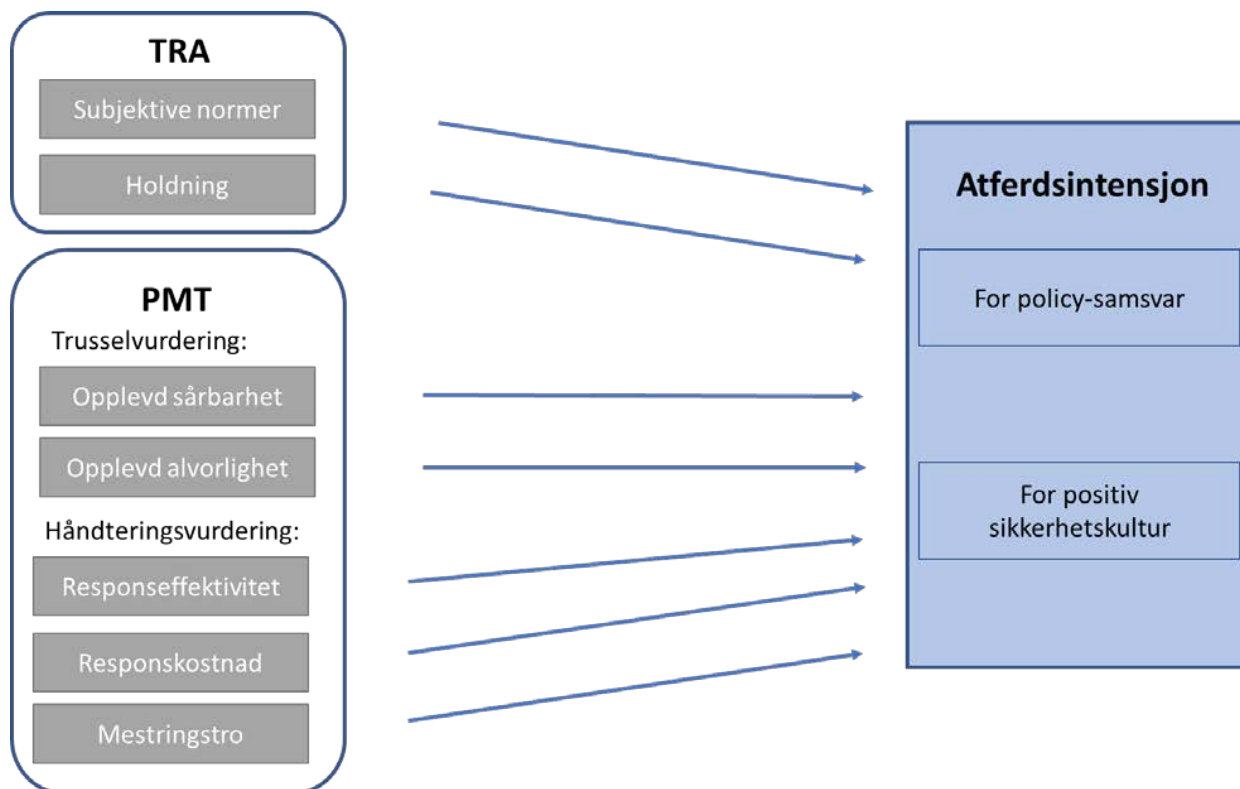 TRA
Subjektive normer
Holdning
PMT
Trusselvurdering:
Opplevd sårbarhet
Opplevd alvorlighet
Håndteringsvurdering:
Responseffektivitet
Responskostnad
Mestringstro
Atferdsintensjon
For policy-samsvar
For positiv
sikkerhetskultur